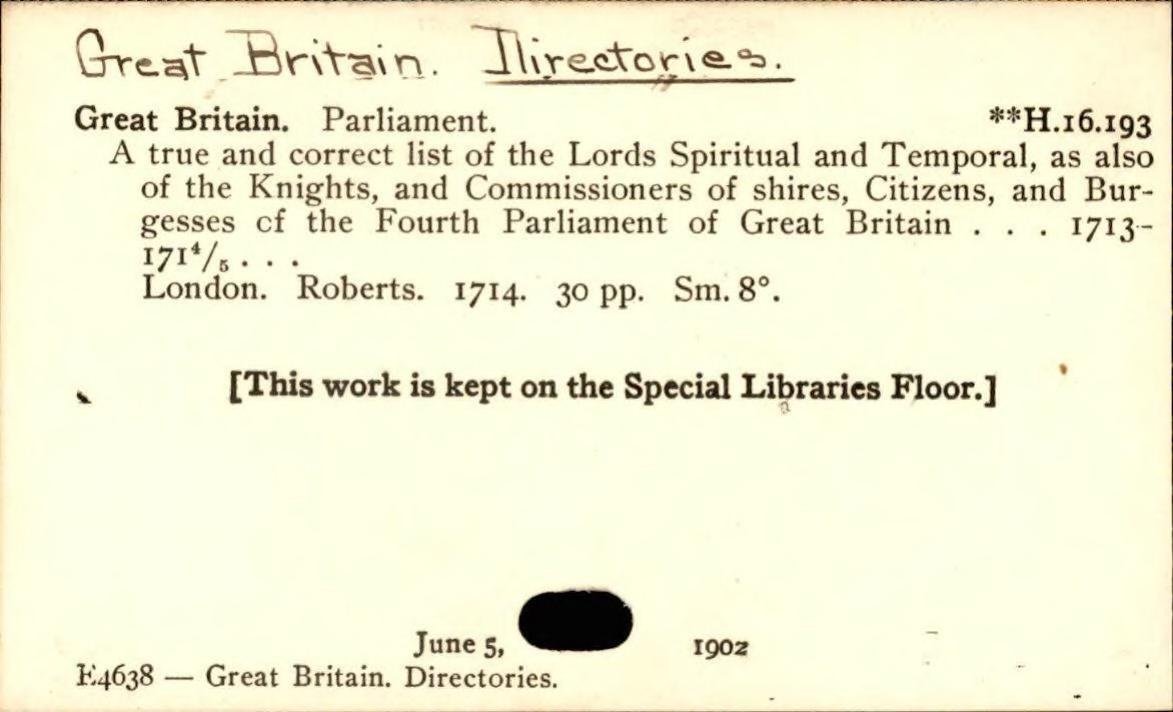 Great Britain. Directories.
Great Britain. Parliament. **H.16.193
A true and correct list of the Lords Spiritual and Temporal, as also
of the Knights, and Commissioners of shires, Citizens, and Bur-
gesses cf the Fourth Parliament of Great Britain . . . 1713-
171⁴/₅ . . .
London. Roberts. 1714. 30 pp. Sm. 8°.
[This work is kept on the Special Libraries Floor.]
June 5, 1902
E4638 — Great Britain. Directories.